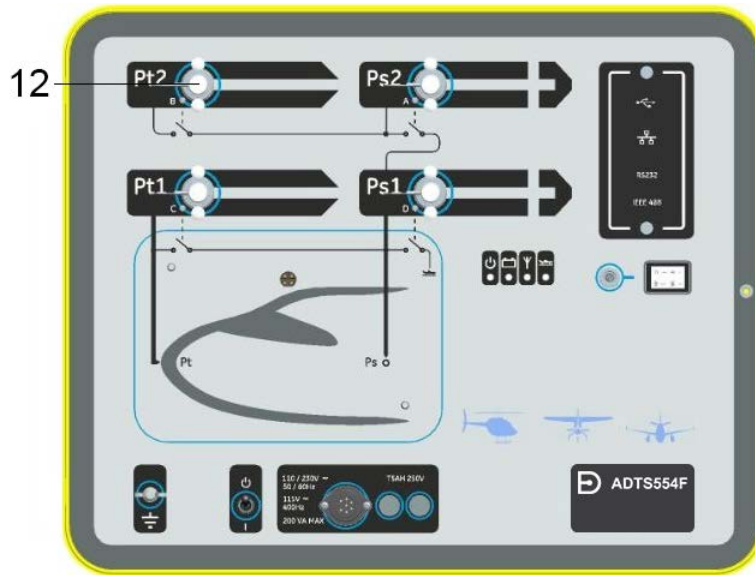 12
Pt2
B
Ps2
A
Pt1
C
Ps1
D
RS232
IEEE 488
Pt
Ps
110 / 230V ~
50 / 60Hz
115V ~
400Hz
200 VA MAX
T5AH 250V
I
ADTS554F